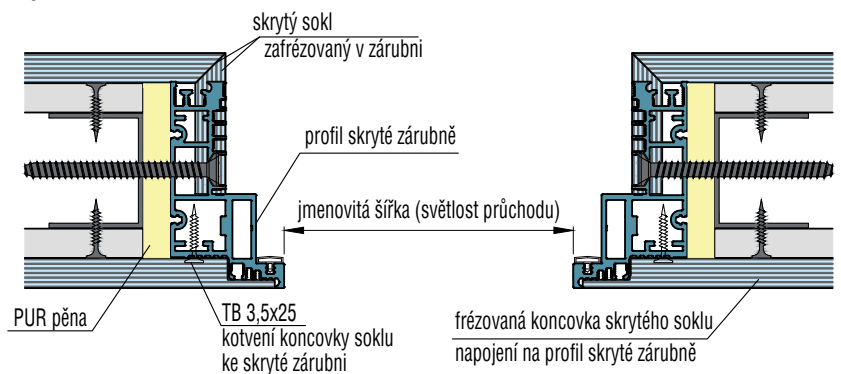 skrytý sokl
zafrézovaný v zárubni
profil skryté zárubně
jmenovitá šířka (světlost průchodu)
PUR pěna
TB 3,5x25
kotvení koncovky soklu
ke skryté zárubni
frézovaná koncovka skrytého soklu
napojení na profil skryté zárubně